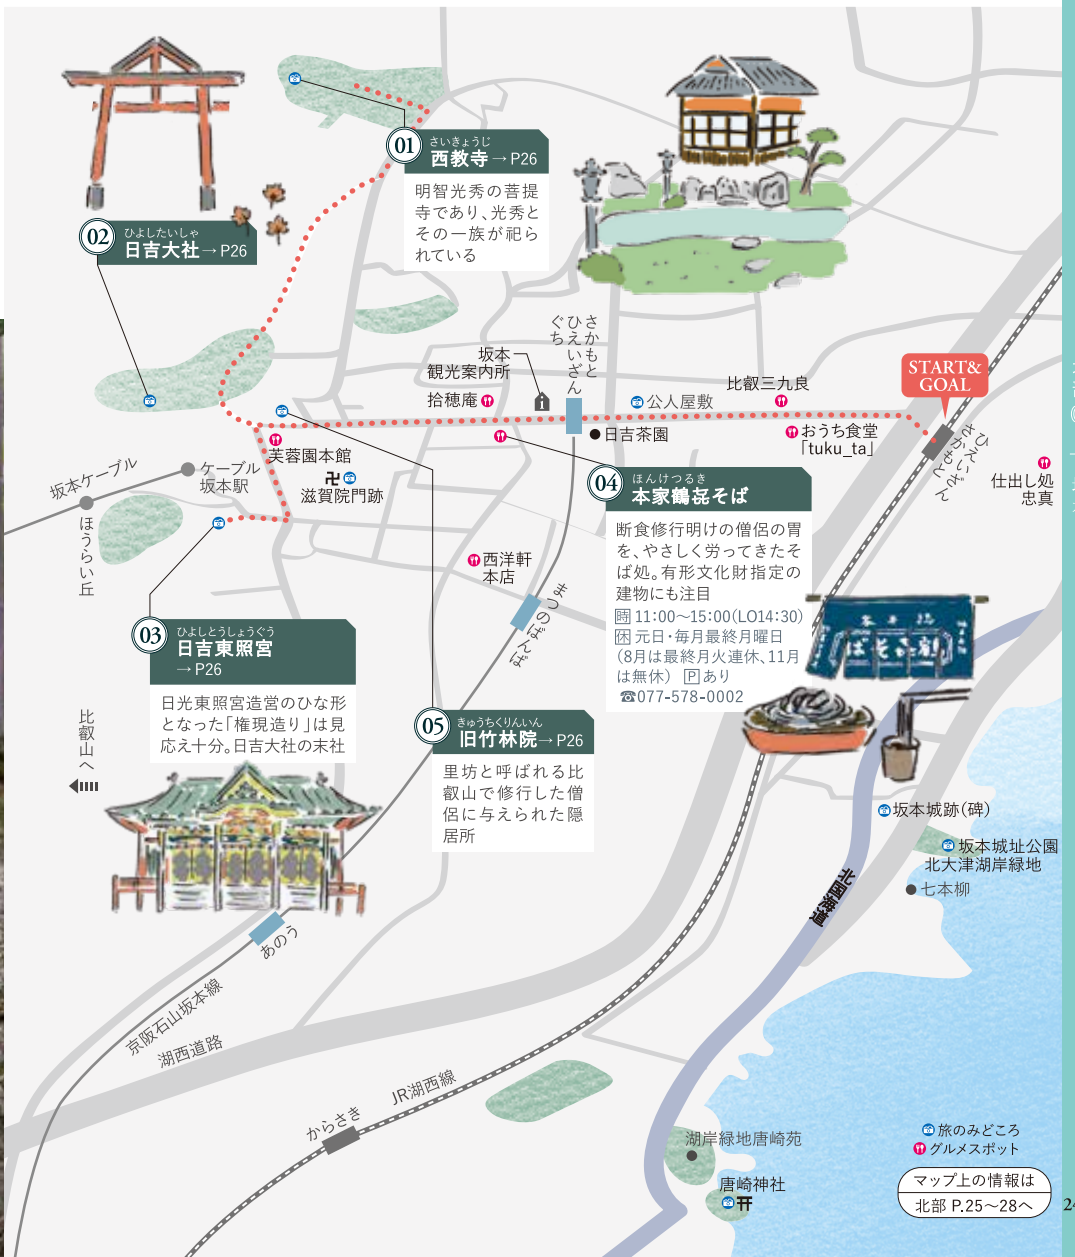 さいきょうじ
01 西教寺→P26
明智光秀の菩提
寺であり、光秀と
その一族が祀ら
れている
ひよしたいしゃ
02 日吉大社→P26
さかもと
ひえいざん
ぐち
坂本
観光案内所
拾穂庵
公人屋敷
比叡三九良
START&
GOAL
日吉茶園
おうち食堂
「tuku_ta」
ひえいざん
さかもと
仕出し処
忠真
芙蓉園本館
卍
滋賀院門跡
坂本ケーブル
ケーブル
坂本駅
ほうらい丘
ほんけつるき
04 本家鶴㐂そば
断食修行明けの僧侶の胃
を、やさしく労ってきたそ
ば処。有形文化財指定の
建物にも注目
時 11:00〜15:00(LO14:30)
休 元日・毎月最終月曜日
(8月は最終月火連休、11月
は無休) P あり
☎077-578-0002
西洋軒
本店
まつのばんば
ひよしとうしょうぐう
03 日吉東照宮
→P26
日光東照宮造営のひな形
となった「権現造り」は見
応え十分。日吉大社の末社
きゅうちくりんいん
05 旧竹林院→P26
里坊と呼ばれる比
叡山で修行した僧
侶に与えられた隠
居所
比叡山へ
坂本城跡(碑)
坂本城址公園
北大津湖岸緑地
七本柳
北国海道
あのう
京阪石山坂本線
湖西道路
JR湖西線
からさき
湖岸緑地唐崎苑
唐崎神社
旅のみどころ
グルメスポット
マップ上の情報は
北部 P.25〜28へ